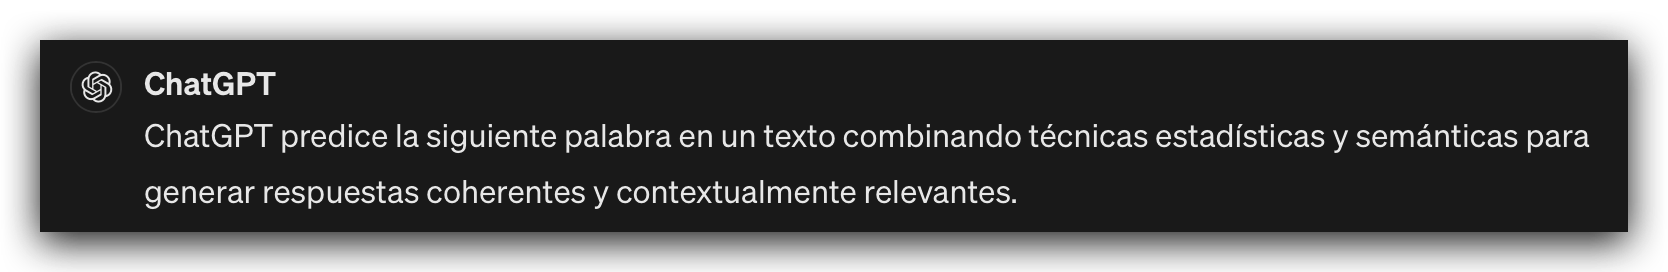 ChatGPT
ChatGPT predice la siguiente palabra en un texto combinando técnicas estadísticas y semánticas para
generar respuestas coherentes y contextualmente relevantes.